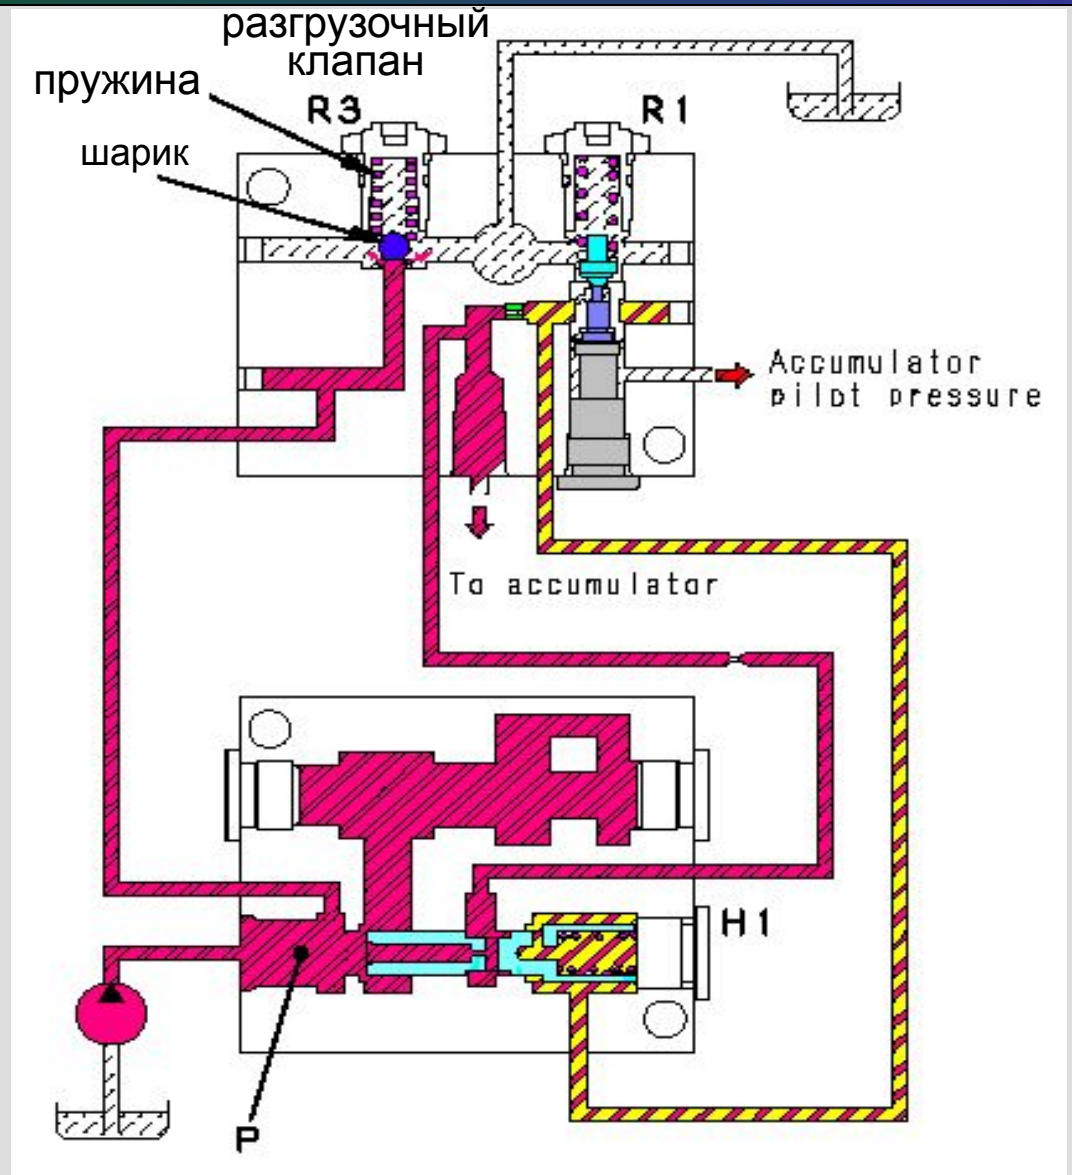 разгрузочный
клапан
пружина
R3
R1
шарик
Accumulator
pilot pressure
To accumulator
H1
P